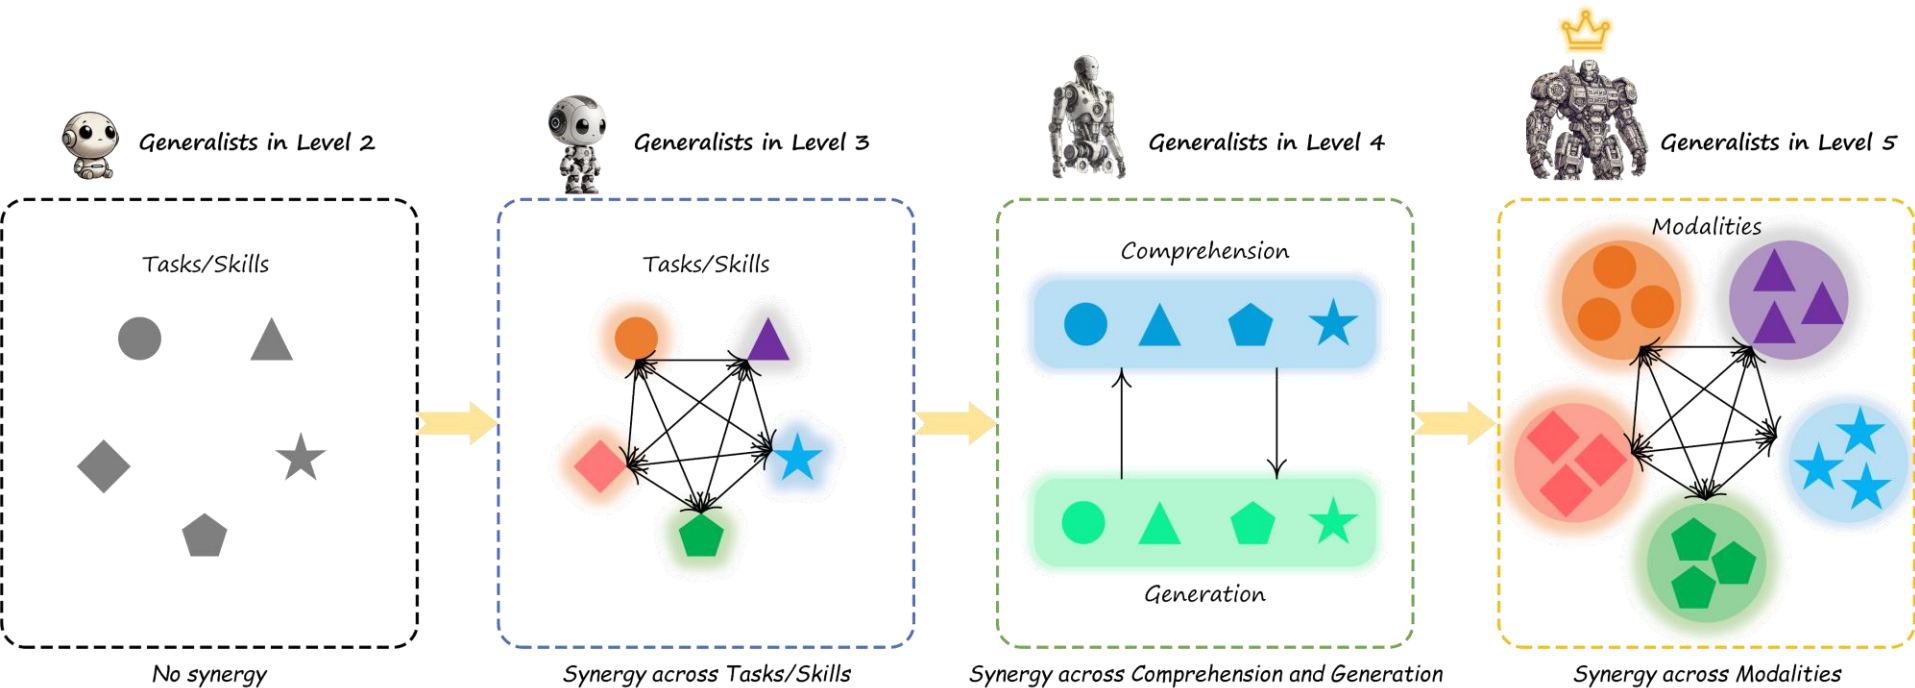 Generalists in Level 2
Generalists in Level 3
Generalists in Level 4
Generalists in Level 5
Tasks/Skills
Tasks/Skills
Comprehension
Generation
Modalities
No synergy
Synergy across Tasks/Skills
Synergy across Comprehension and Generation
Synergy across Modalities